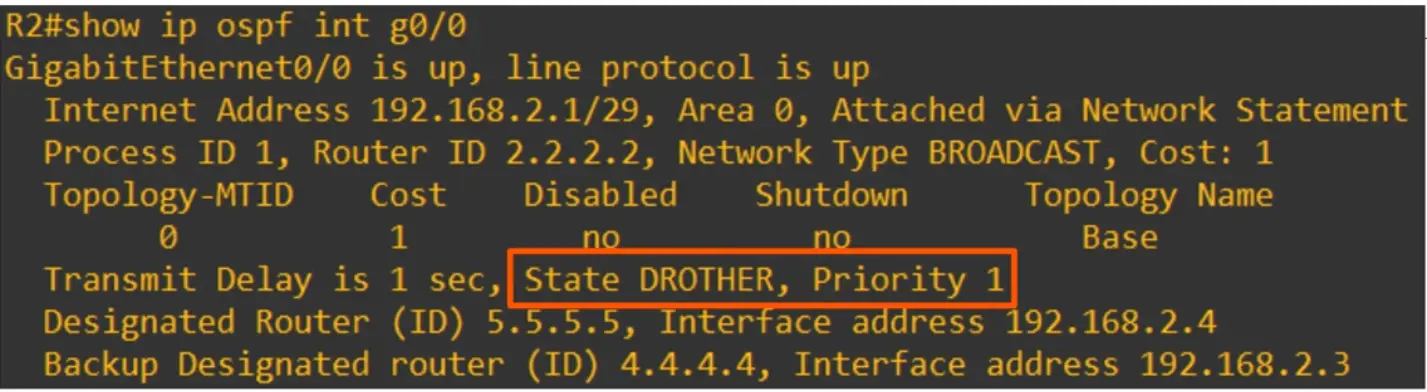 R2#show ip ospf int g0/0
GigabitEthernet0/0 is up, line protocol is up
Internet Address 192.168.2.1/29, Area 0, Attached via Network Statement
Process ID 1, Router ID 2.2.2.2, Network Type BROADCAST, Cost: 1
Topology-MTID Cost Disabled Shutdown Topology Name
0 1 no no Base
Transmit Delay is 1 sec, State DROTHER, Priority 1
Designated Router (ID) 5.5.5.5, Interface address 192.168.2.4
Backup Designated router (ID) 4.4.4.4, Interface address 192.168.2.3